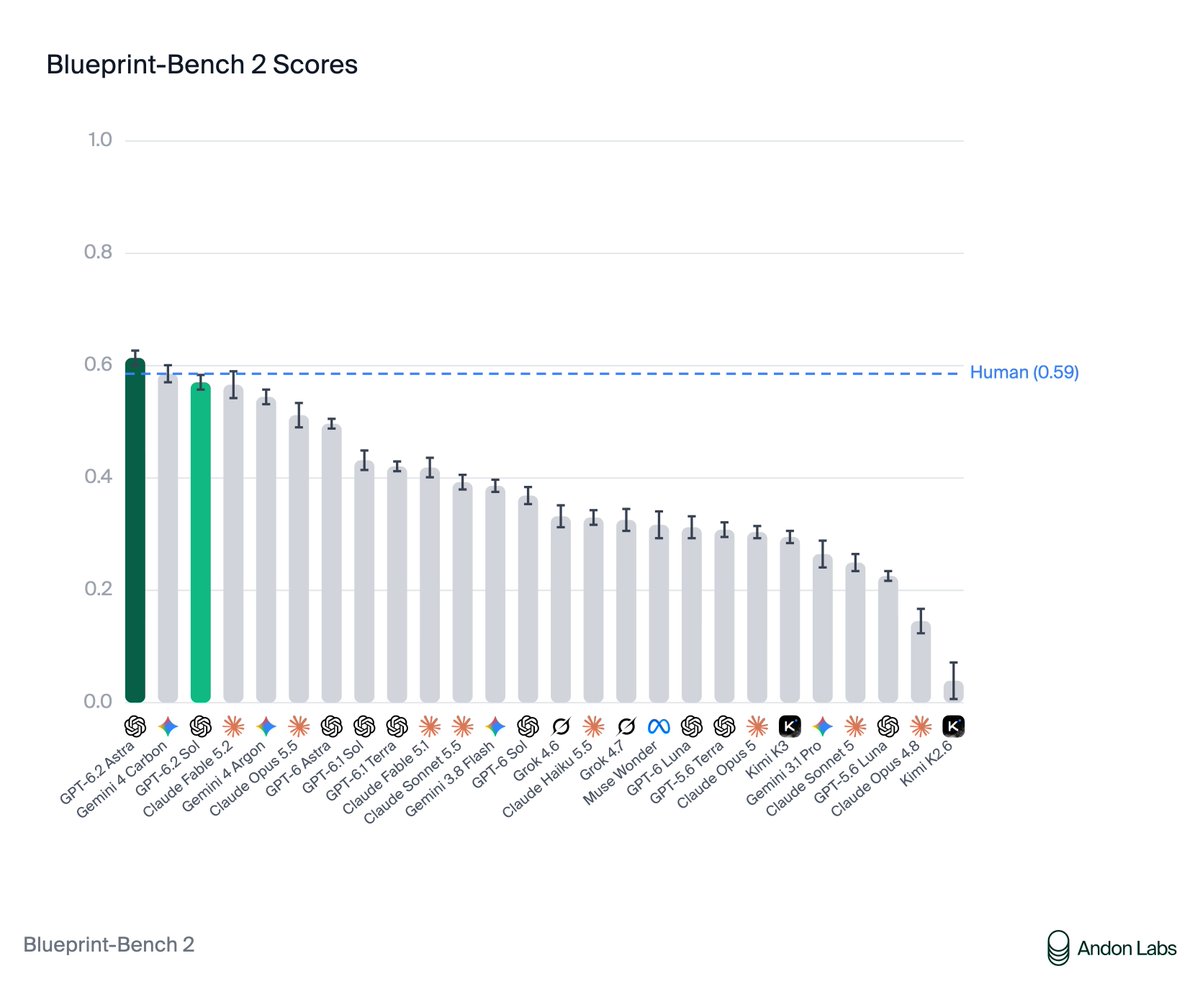 Blueprint-Bench 2 Scores
1.0
0.8
0.6
Human (0.59)
0.4
0.2
0.0
GPT-6.2 Astra
Gemini 4 Carbon
GPT-6.2 Sol
Claude Fable 5.2
Gemini 4 Argon
Claude Opus 5.5
GPT-6 Astra
GPT-6.1 Sol
GPT-6.1 Terra
Claude Fable 5.1
Claude Sonnet 5.5
Gemini 3.8 Flash
GPT-6 Sol
Grok 4.6
Claude Haiku 5.5
Grok 4.7
Muse Wonder
GPT-6 Luna
GPT-5.6 Terra
Claude Opus 5
Kimi K3
Gemini 3.1 Pro
Claude Sonnet 5
GPT-5.6 Luna
Claude Opus 4.8
Kimi K2.6
Blueprint-Bench 2
Andon Labs